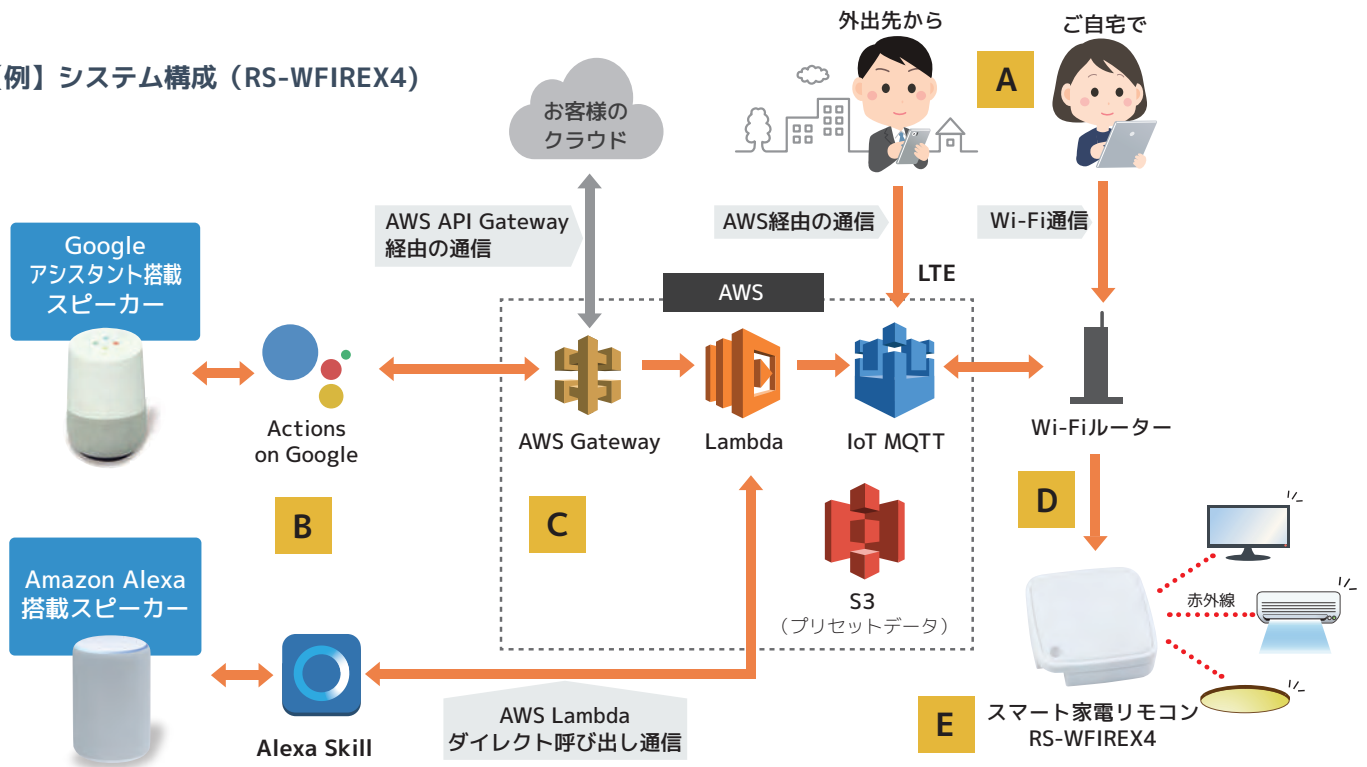 【例】システム構成（RS-WFIREX4)
外出先から
ご自宅で
A
お客様の
クラウド
AWS API Gateway
経由の通信
AWS経由の通信
Wi-Fi通信
LTE
Google
アシスタント搭載
スピーカー
AWS
Actions
on Google
AWS Gateway
Lambda
IoT MQTT
Wi-Fiルーター
B
C
D
S3
（プリセットデータ）
赤外線
Amazon Alexa
搭載スピーカー
Alexa Skill
AWS Lambda
ダイレクト呼び出し通信
E
スマート家電リモコン
RS-WFIREX4